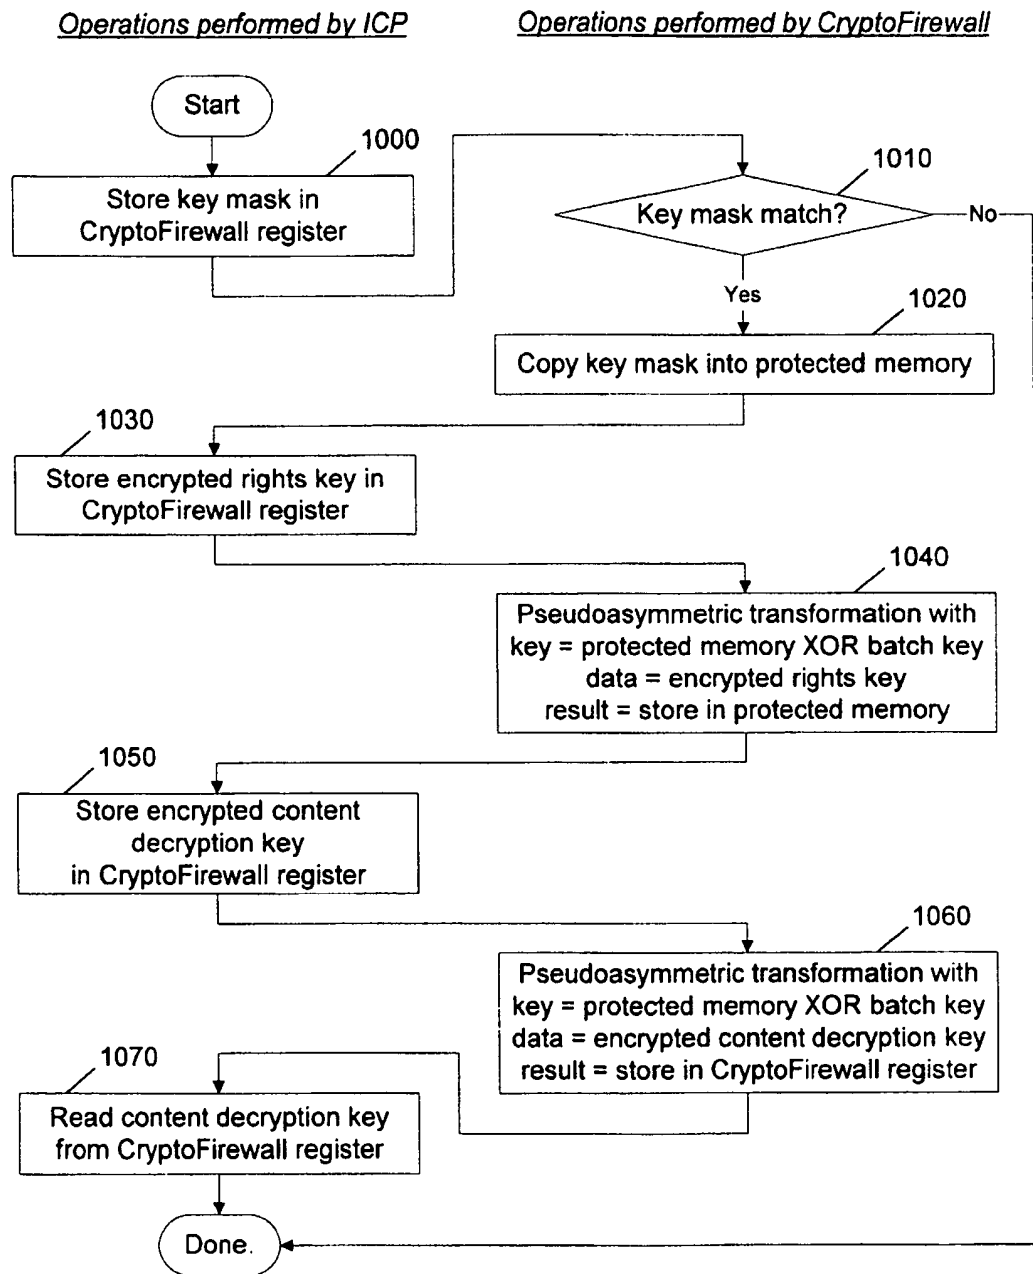 Operations performed by ICP
Operations performed by CryptoFirewall
Start
1000
Store key mask in
CryptoFirewall register
1010
Key mask match?
No
Yes
1020
Copy key mask into protected memory
1030
Store encrypted rights key in
CryptoFirewall register
1040
Pseudoasymmetric transformation with
key = protected memory XOR batch key
data = encrypted rights key
result = store in protected memory
1050
Store encrypted content
decryption key
in CryptoFirewall register
1060
Pseudoasymmetric transformation with
key = protected memory XOR batch key
data = encrypted content decryption key
result = store in CryptoFirewall register
1070
Read content decryption key
from CryptoFirewall register
Done.